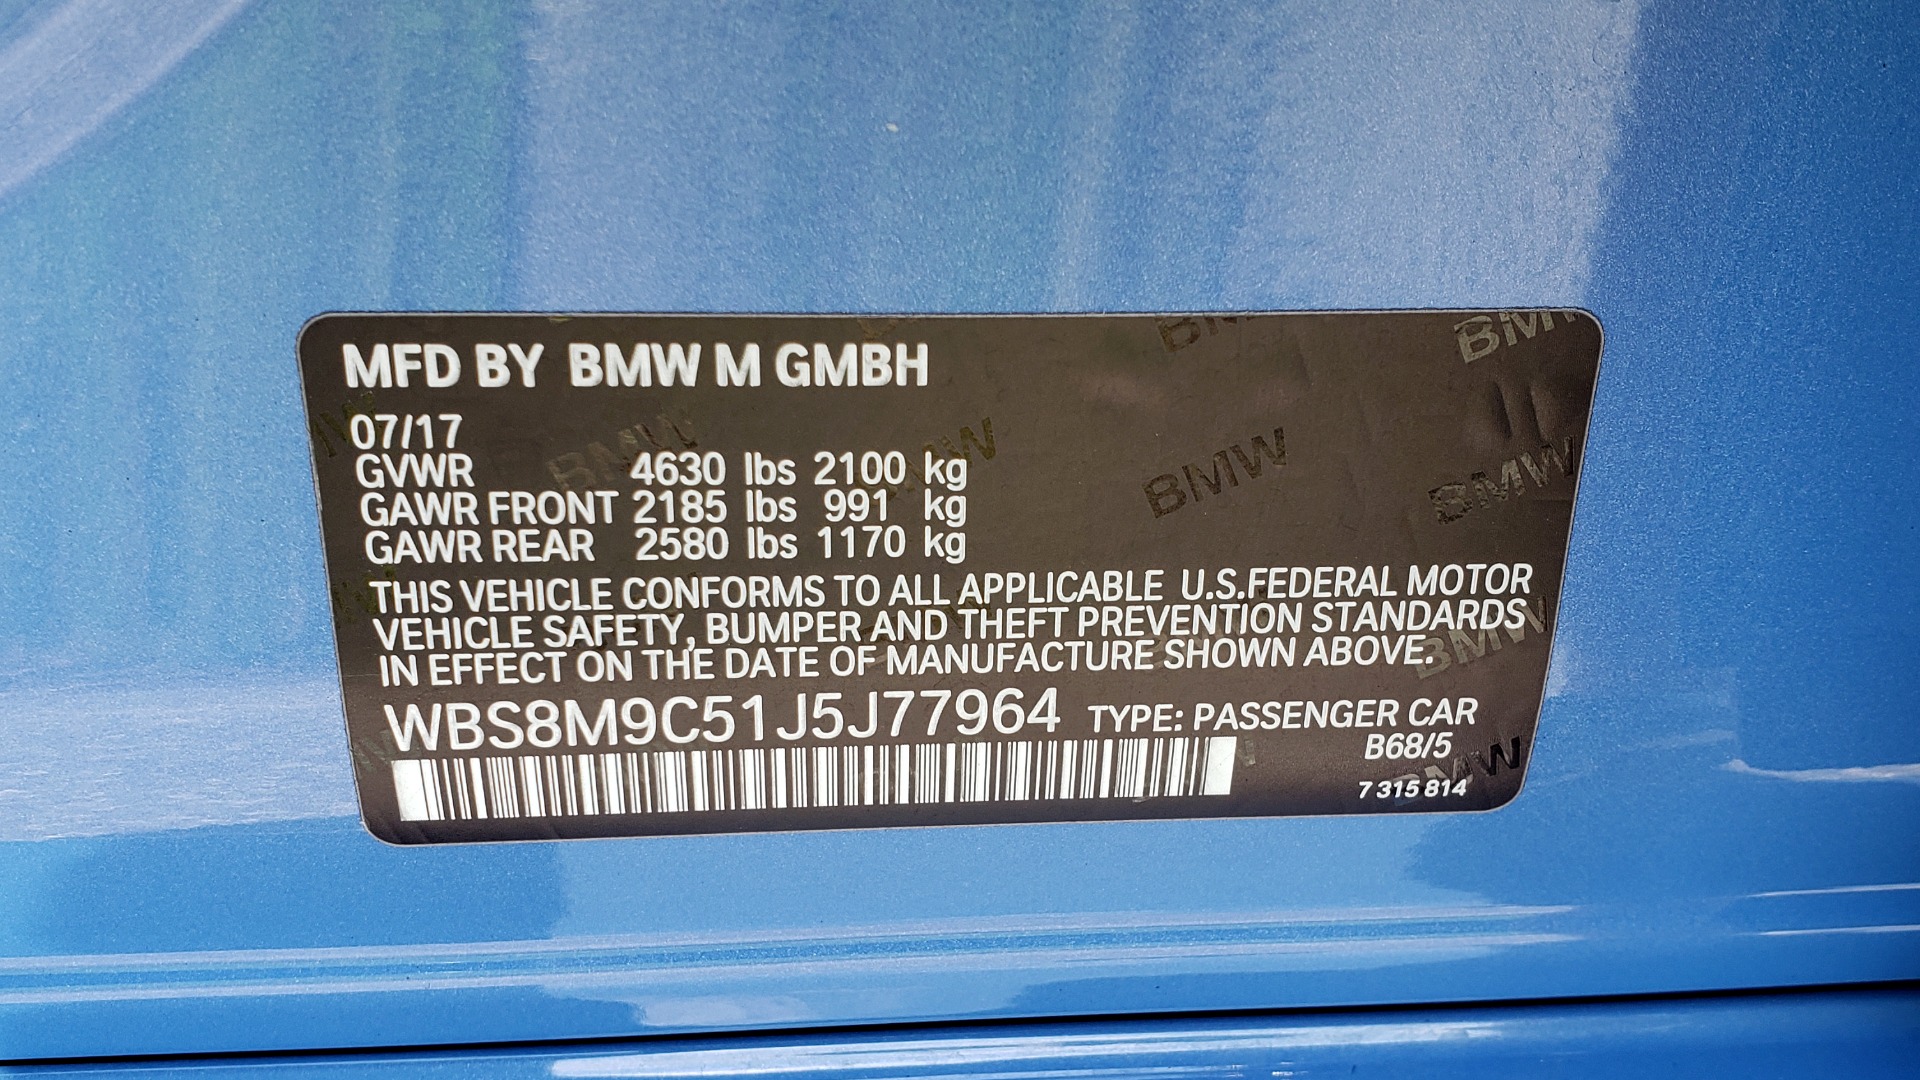 MFD BY BMW M GMBH
07/17
GVWR 4630 lbs 2100 kg
GAWR FRONT 2185 lbs 991 kg
GAWR REAR 2580 lbs 1170 kg
THIS VEHICLE CONFORMS TO ALL APPLICABLE U.S.FEDERAL MOTOR
VEHICLE SAFETY, BUMPER AND THEFT PREVENTION STANDARDS
IN EFFECT ON THE DATE OF MANUFACTURE SHOWN ABOVE.
WBS8M9C51J5J77964 TYPE: PASSENGER CAR
B68/5
7 315 814